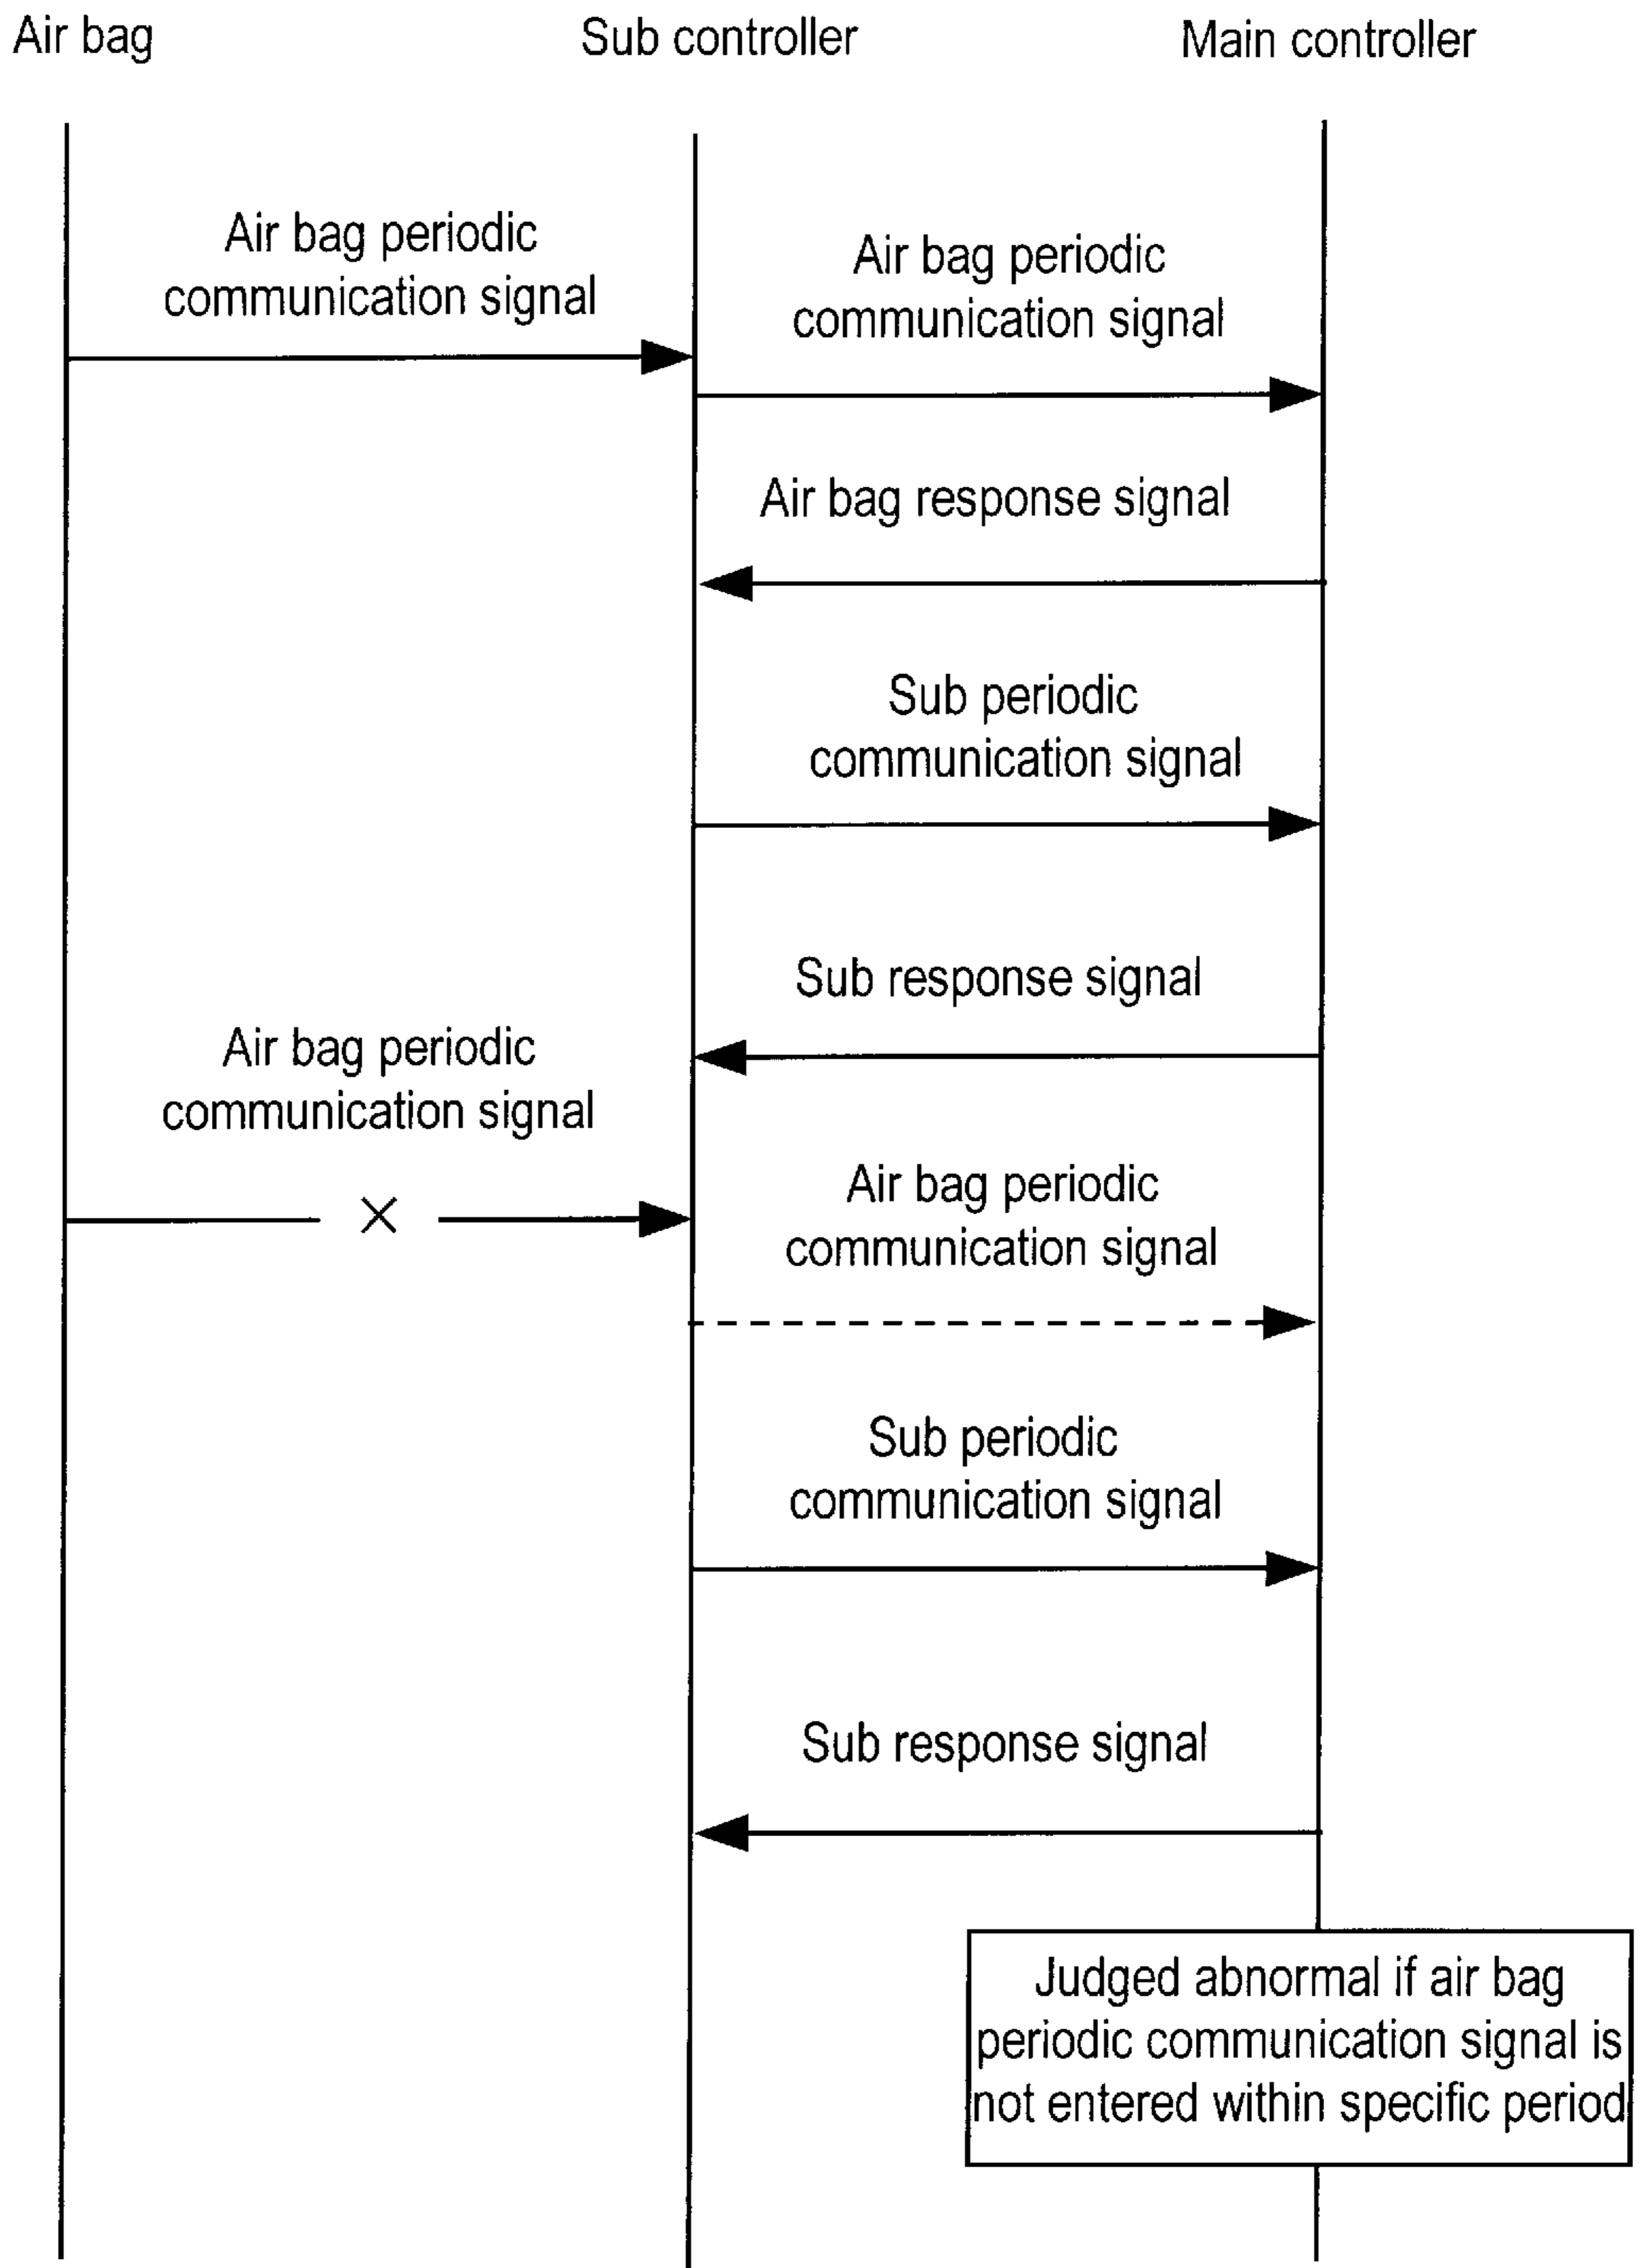 Air bag
Sub controller
Main controller
Air bag periodic
communication signal
Air bag periodic
communication signal
Air bag response signal
Sub periodic
communication signal
Sub response signal
Air bag periodic
communication signal
Air bag periodic
communication signal
Sub periodic
communication signal
Sub response signal
Judged abnormal if air bag
periodic communication signal is
not entered within specific period